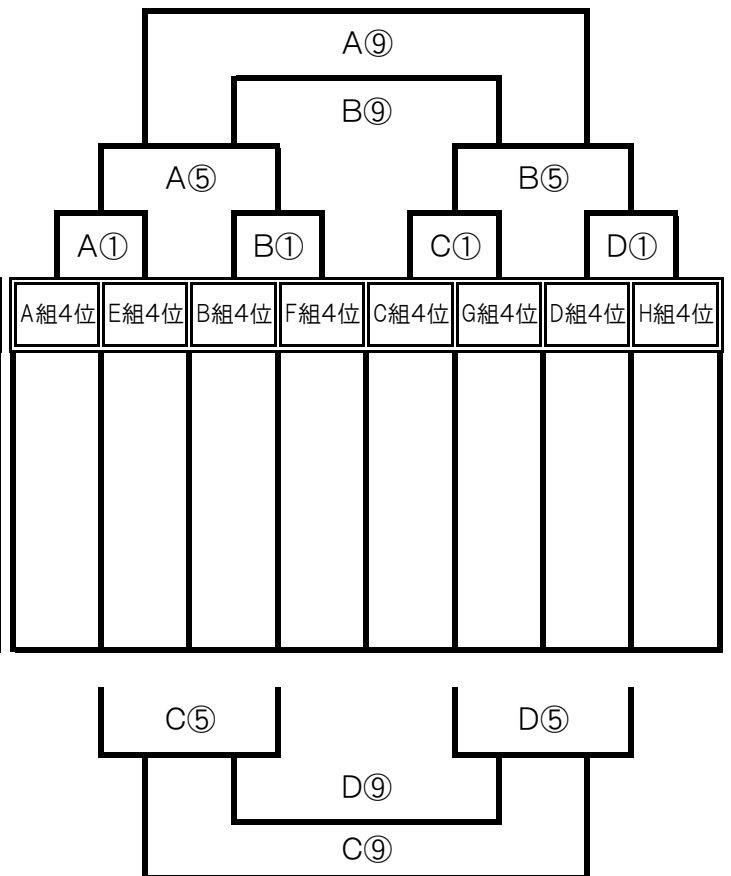 A⑨
B⑨
A⑤ B⑤
A① B① C① D①
A組4位 E組4位 B組4位 F組4位 C組4位 G組4位 D組4位 H組4位
C⑤ D⑤
D⑨
C⑨